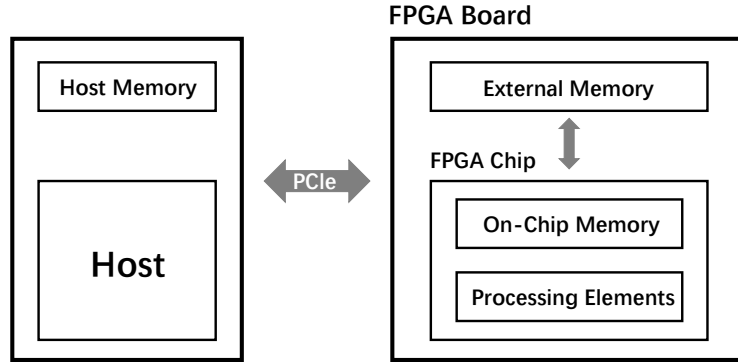 FPGA Board
Host Memory
External Memory
FPGA Chip
PCIe
On-Chip Memory
Host
Processing Elements